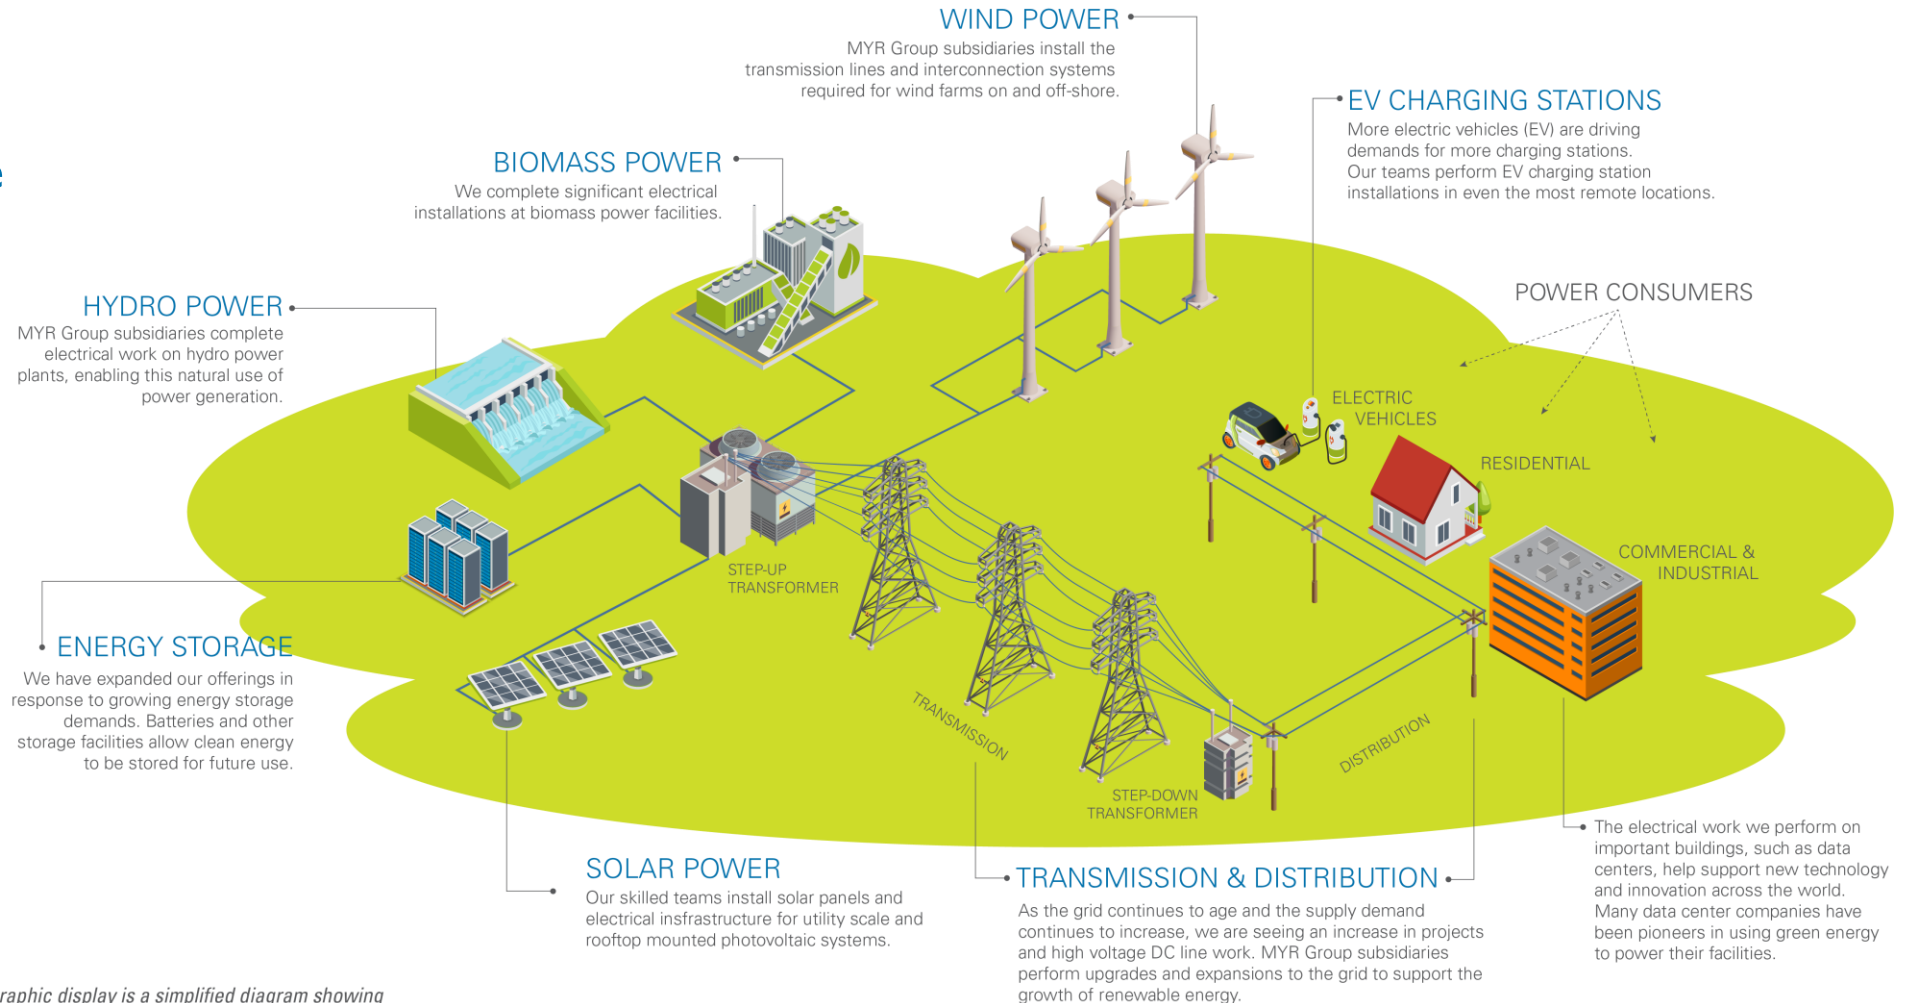 WIND POWER
MYR Group subsidiaries install the
transmission lines and interconnection systems
required for wind farms on and off-shore.
EV CHARGING STATIONS
More electric vehicles (EV) are driving
demands for more charging stations.
Our teams perform EV charging station
installations in even the most remote locations.
BIOMASS POWER
We complete significant electrical
installations at biomass power facilities.
e
HYDRO POWER
MYR Group subsidiaries complete
electrical work on hydro power
plants, enabling this natural use of
power generation.
POWER CONSUMERS
ELECTRIC
VEHICLES
RESIDENTIAL
COMMERCIAL &
INDUSTRIAL
STEP-UP
TRANSFORMER
ENERGY STORAGE
We have expanded our offerings in
response to growing energy storage
demands. Batteries and other
storage facilities allow clean energy
to be stored for future use.
TRANSMISSION
DISTRIBUTION
STEP-DOWN
TRANSFORMER
SOLAR POWER
Our skilled teams install solar panels and
electrical insfrastructure for utility scale and
rooftop mounted photovoltaic systems.
TRANSMISSION & DISTRIBUTION
As the grid continues to age and the supply demand
continues to increase, we are seeing an increase in projects
and high voltage DC line work. MYR Group subsidiaries
perform upgrades and expansions to the grid to support the
growth of renewable energy.
The electrical work we perform on
important buildings, such as data
centers, help support new technology
and innovation across the world.
Many data center companies have
been pioneers in using green energy
to power their facilities.
raphic display is a simplified diagram showing